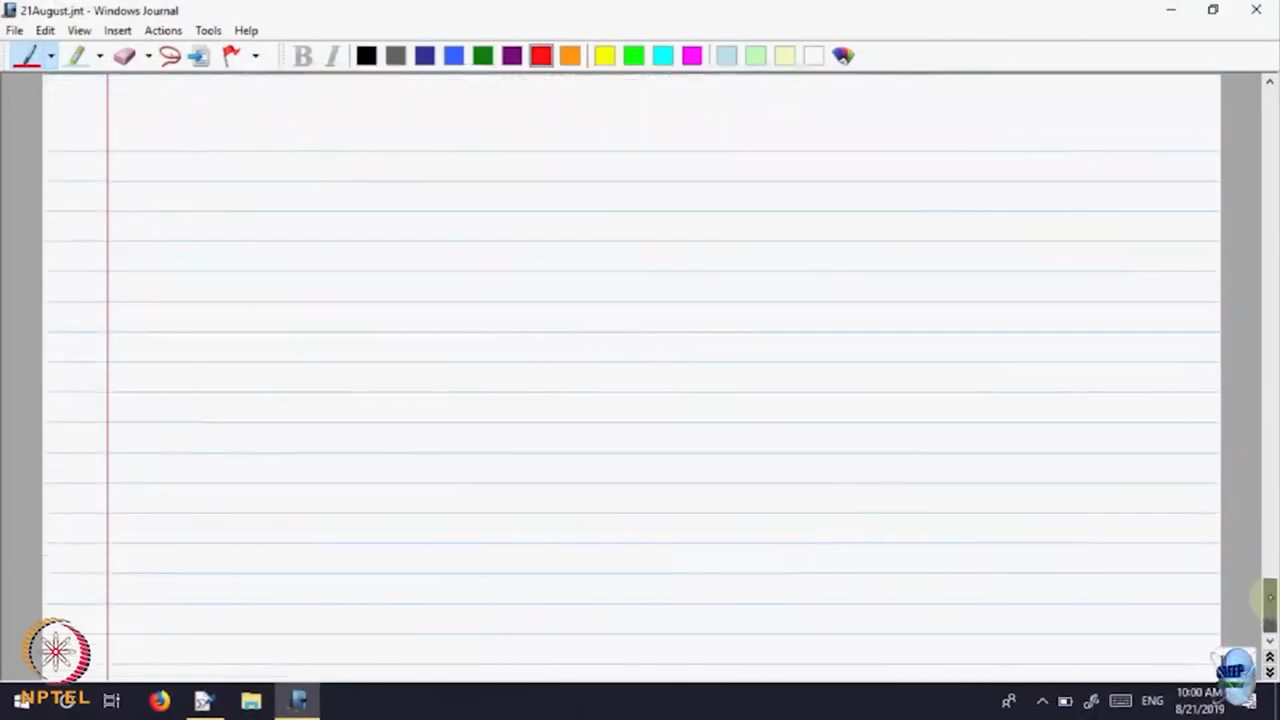 21August.jnt - Windows Journal
File Edit View Insert Actions Tools Help
B I
NPTEL
ENG
10:00 AM
8/21/2019